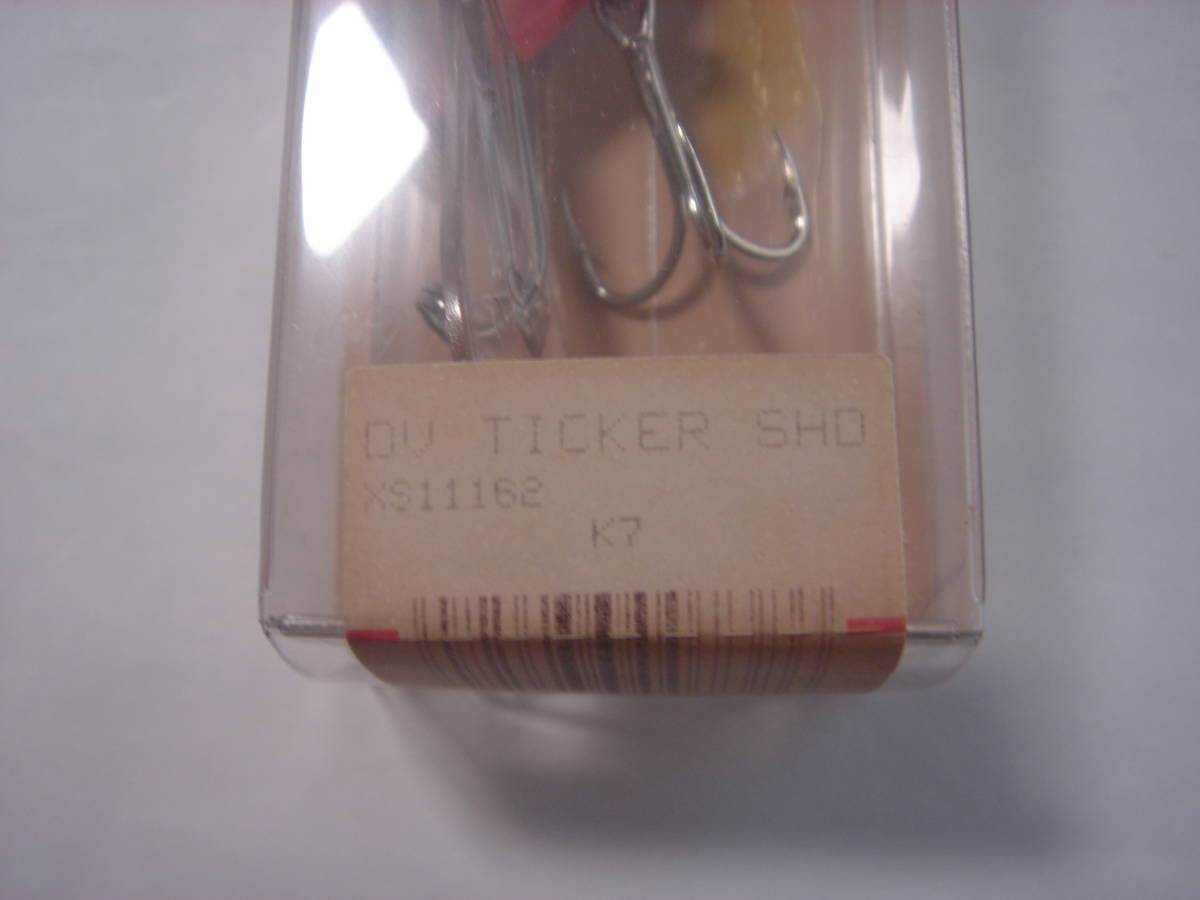 DV TICKER SHD
XS11162
K7